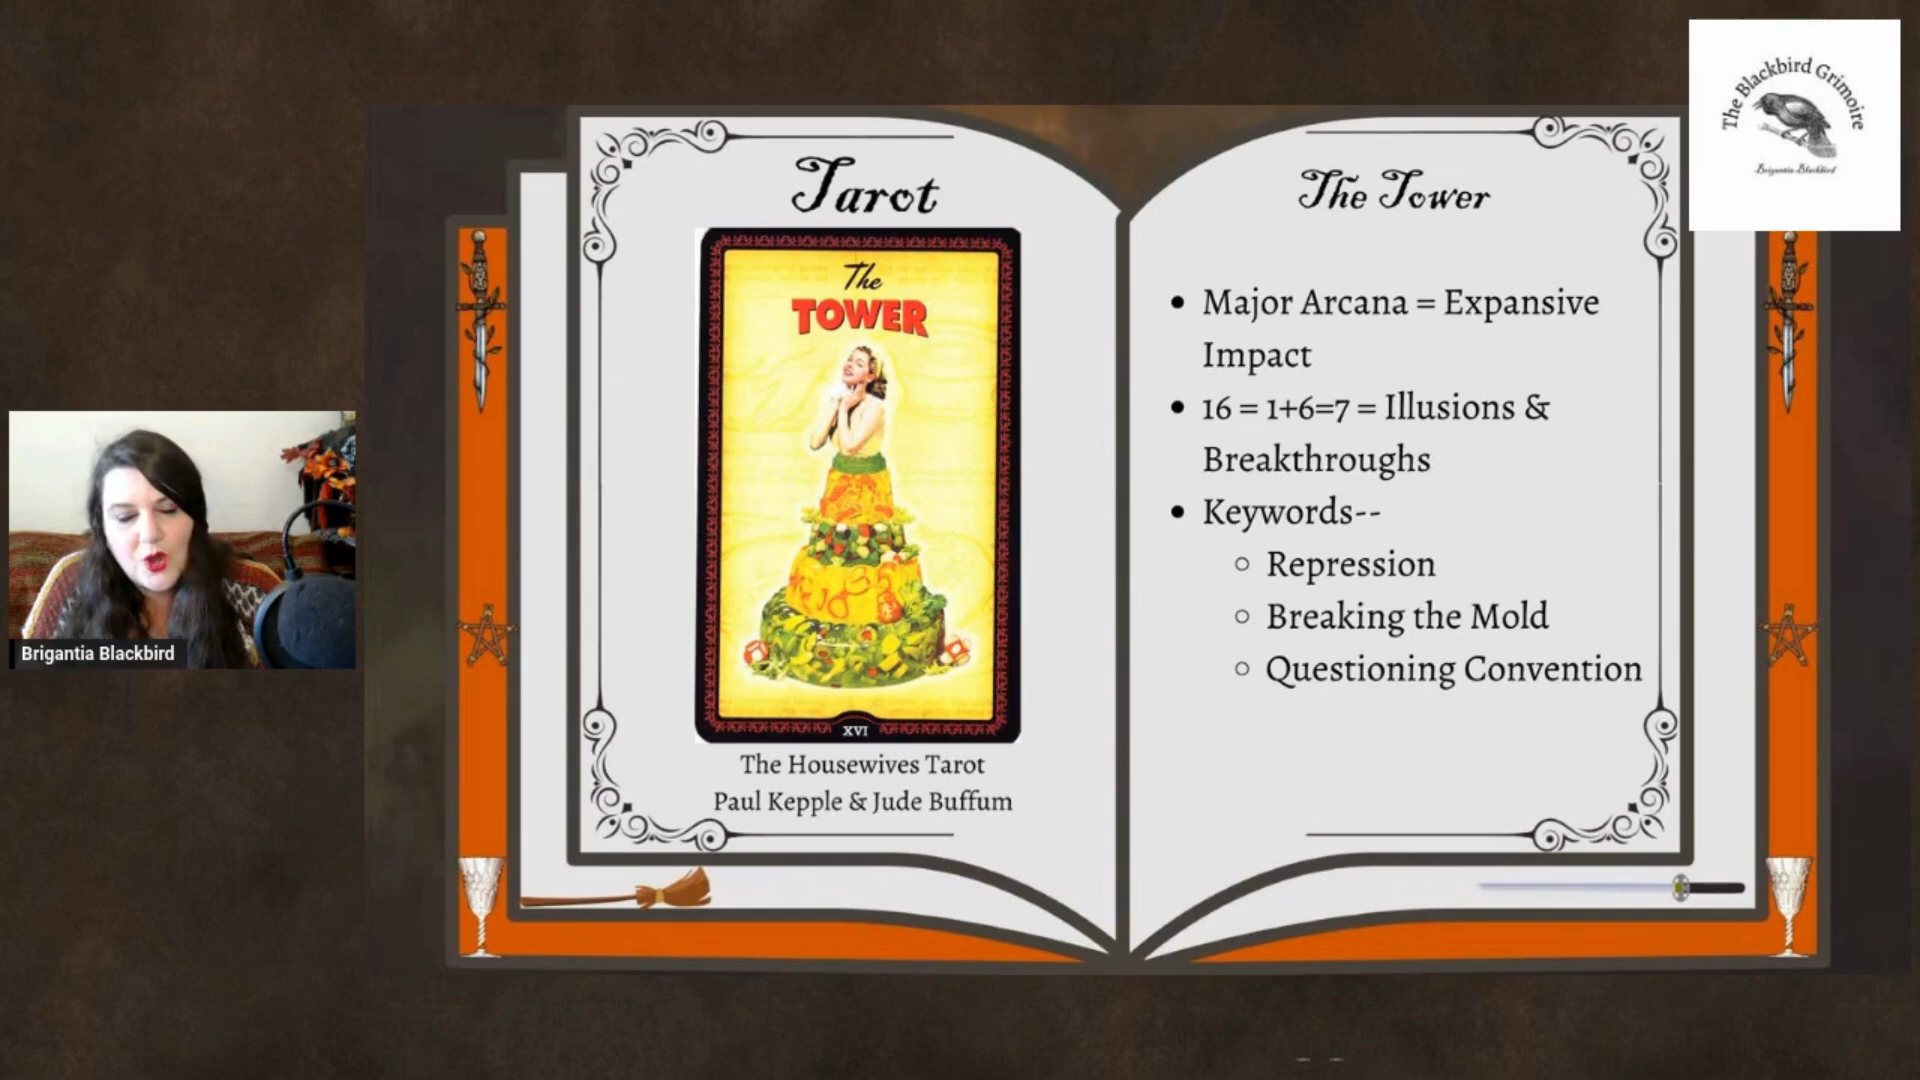 The Blackbird Grimoire
Brigantia Blackbird
Tarot
The
TOWER
XVI
The Housewives Tarot
Paul Kepple & Jude Buffum
The Tower
• Major Arcana = Expansive
Impact
• 16 = 1+6=7 = Illusions &
Breakthroughs
• Keywords--
○ Repression
○ Breaking the Mold
○ Questioning Convention
Brigantia Blackbird